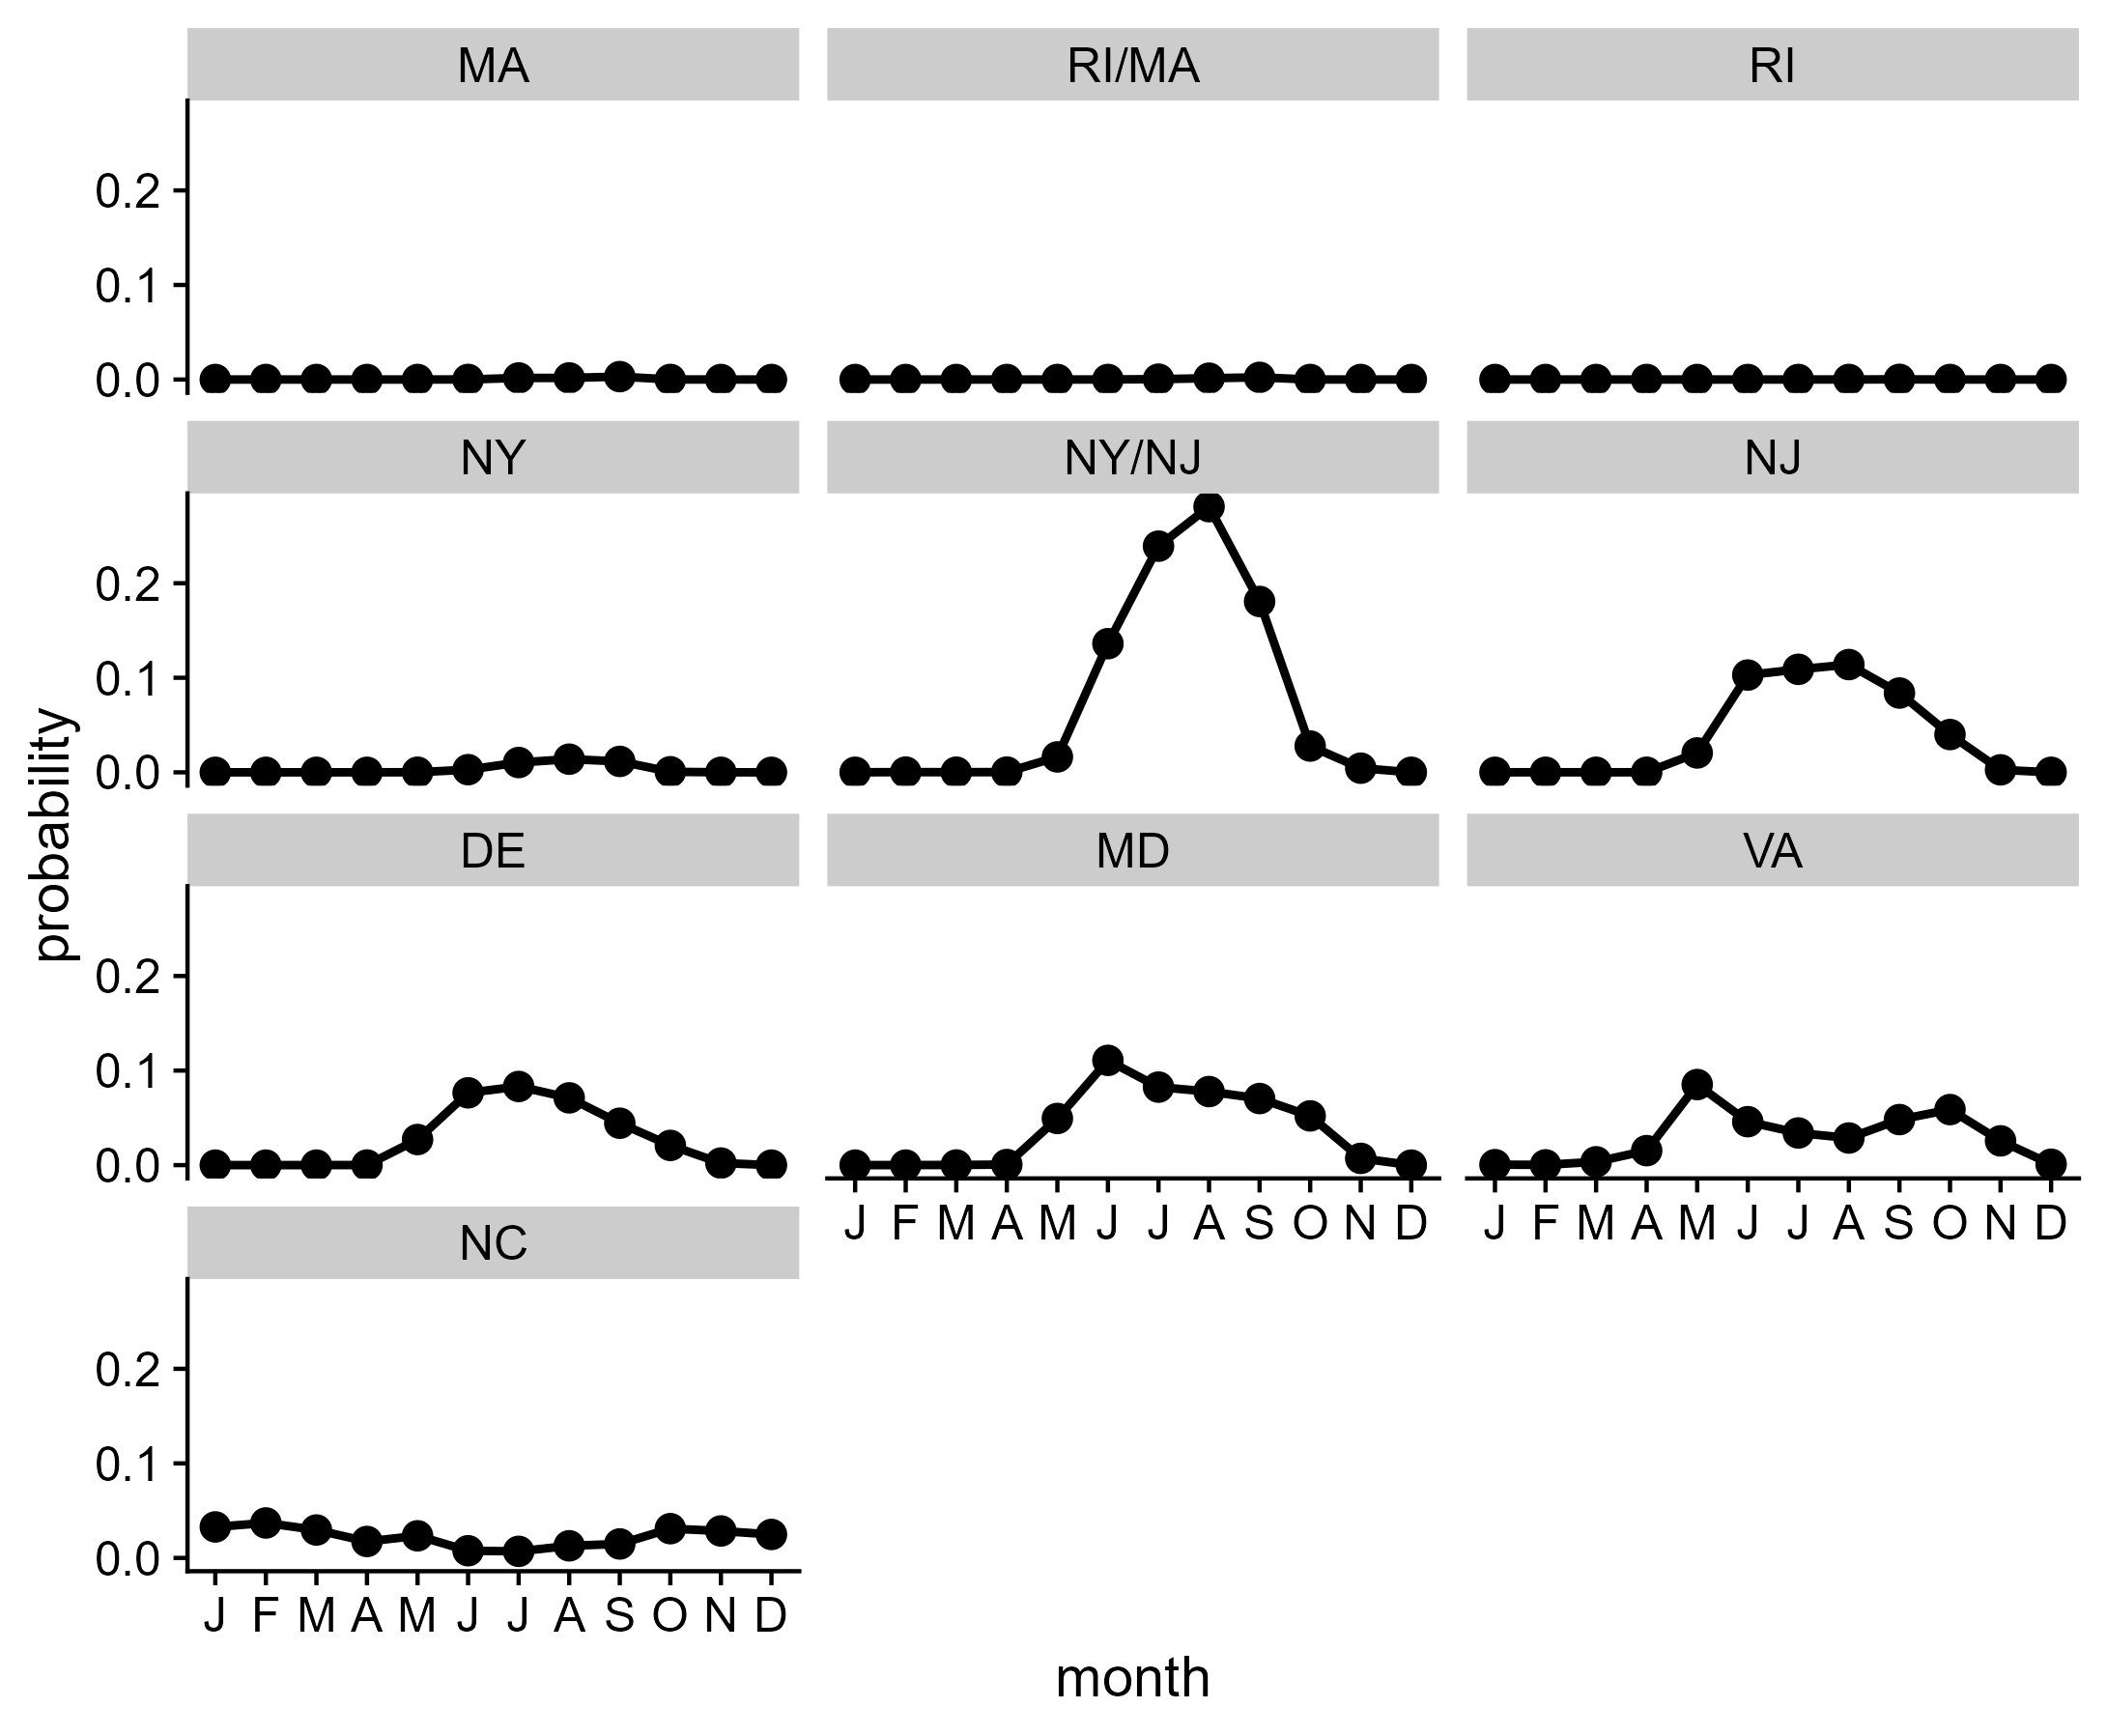 MA RI/MA RI
0.2
0.1
0.0
NY NY/NJ NJ
0.2
0.1
0.0
DE MD VA
0.2
0.1
0.0
J F M A M J J A S O N D J F M A M J J A S O N D
NC
0.2
0.1
0.0
J F M A M J J A S O N D
month
probability